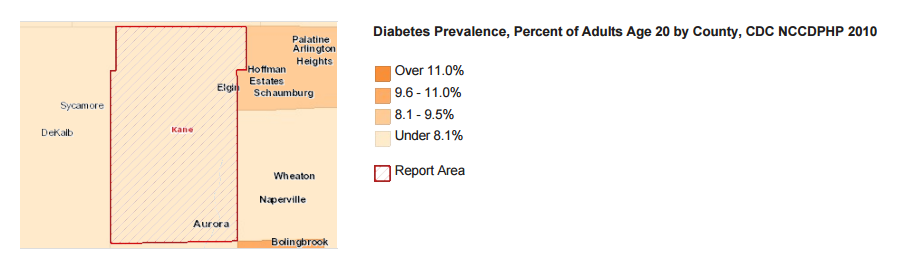 Diabetes Prevalence, Percent of Adults Age 20 by County, CDC NCCDPHP 2010
Palatine
Arlington
Heights
Hoffman
Estates
Elgin
Schaumburg
Sycamore
DeKalb
Kane
Wheaton
Naperville
Aurora
Bolingbrook
Over 11.0%
9.6 - 11.0%
8.1 - 9.5%
Under 8.1%
Report Area